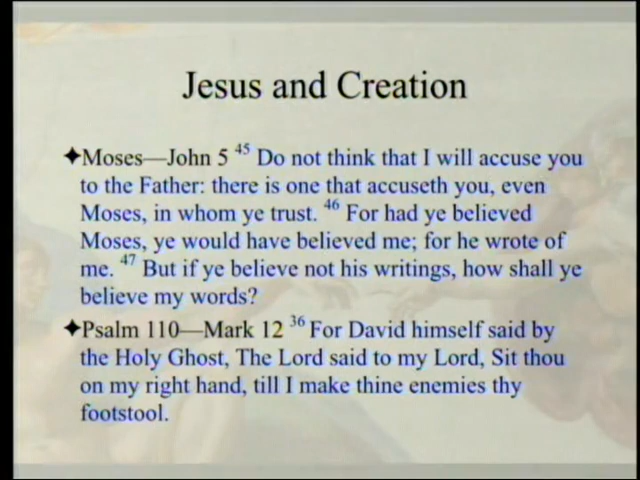 Jesus and Creation
✦Moses—John 5 ⁴⁵ Do not think that I will accuse you
to the Father: there is one that accuseth you, even
Moses, in whom ye trust. ⁴⁶ For had ye believed
Moses, ye would have believed me; for he wrote of
me. ⁴⁷ But if ye believe not his writings, how shall ye
believe my words?
✦Psalm 110—Mark 12 ³⁶ For David himself said by
the Holy Ghost, The Lord said to my Lord, Sit thou
on my right hand, till I make thine enemies thy
footstool.